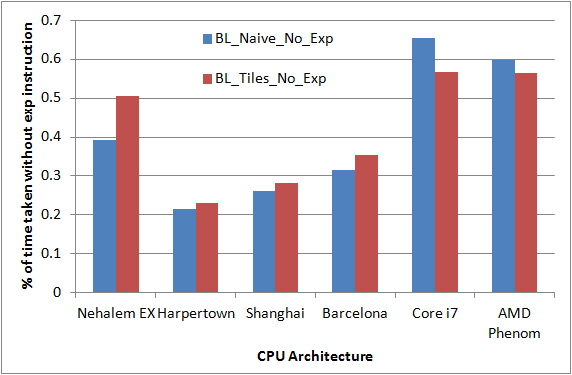 % of time taken without exp instruction
0.7
0.6
0.5
0.4
0.3
0.2
0.1
0
BL_Naive_No_Exp
BL_Tiles_No_Exp
Nehalem EX Harpertown Shanghai Barcelona Core i7 AMD
Phenom
CPU Architecture